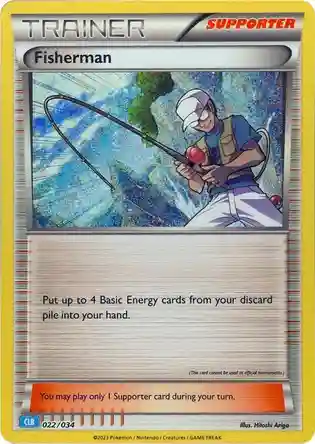 TRAINER SUPPORTER
Fisherman
Put up to 4 Basic Energy cards from your discard
pile into your hand.
(This card cannot be used at official tournaments.)
You may play only 1 Supporter card during your turn.
CLB 022/034 Illus. Hitoshi Ariga
©2023 Pokémon / Nintendo / Creatures / GAME FREAK